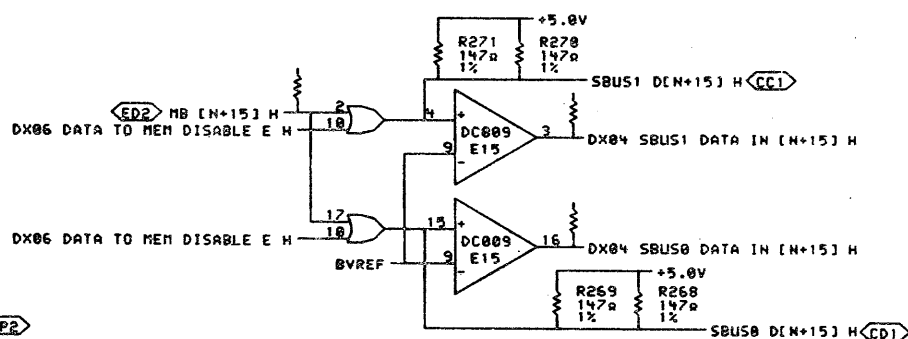 +5.0V
R271 R270
147Ω 147Ω
1% 1%
SBUS1 D[N+15] H CC1
ED2 MB [N+15] H 2
DX06 DATA TO MEM DISABLE E H 10
4 +
DC009 3
E15
9 -
DX04 SBUS1 DATA IN [N+15] H
17
DX06 DATA TO MEM DISABLE E H 10
15 +
DC009 16
E15
9 -
DX04 SBUS0 DATA IN [N+15] H
BVREF
+5.0V
R269 R268
147Ω 147Ω
1% 1%
P2
SBUS0 D[N+15] H CD1